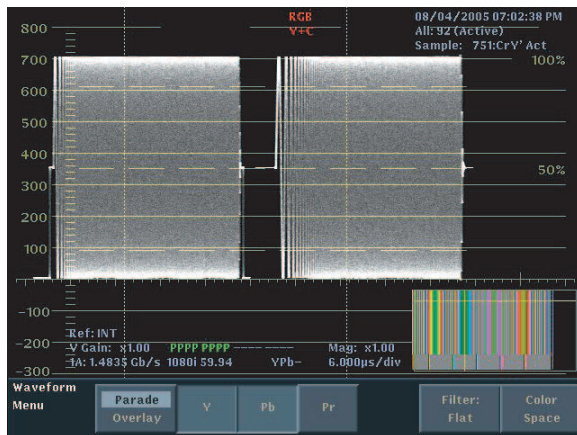 RGB
Y+C
08/04/2005 07:02:38 PM
All: 92 (Active)
Sample: 751:CrY' Act
800
700
100%
600
500
400
50%
300
200
100
-100
-200
-300
Ref: INT
V Gain: x1.00 PPPP PPPP ---- ---- Mag: x1.00
1A: 1.4835 Gb/s 1080i 59.94 YPb- 6.000µs/div
Waveform
Menu
Parade
Overlay
Y
Pb
Pr
Filter:
Flat
Color
Space